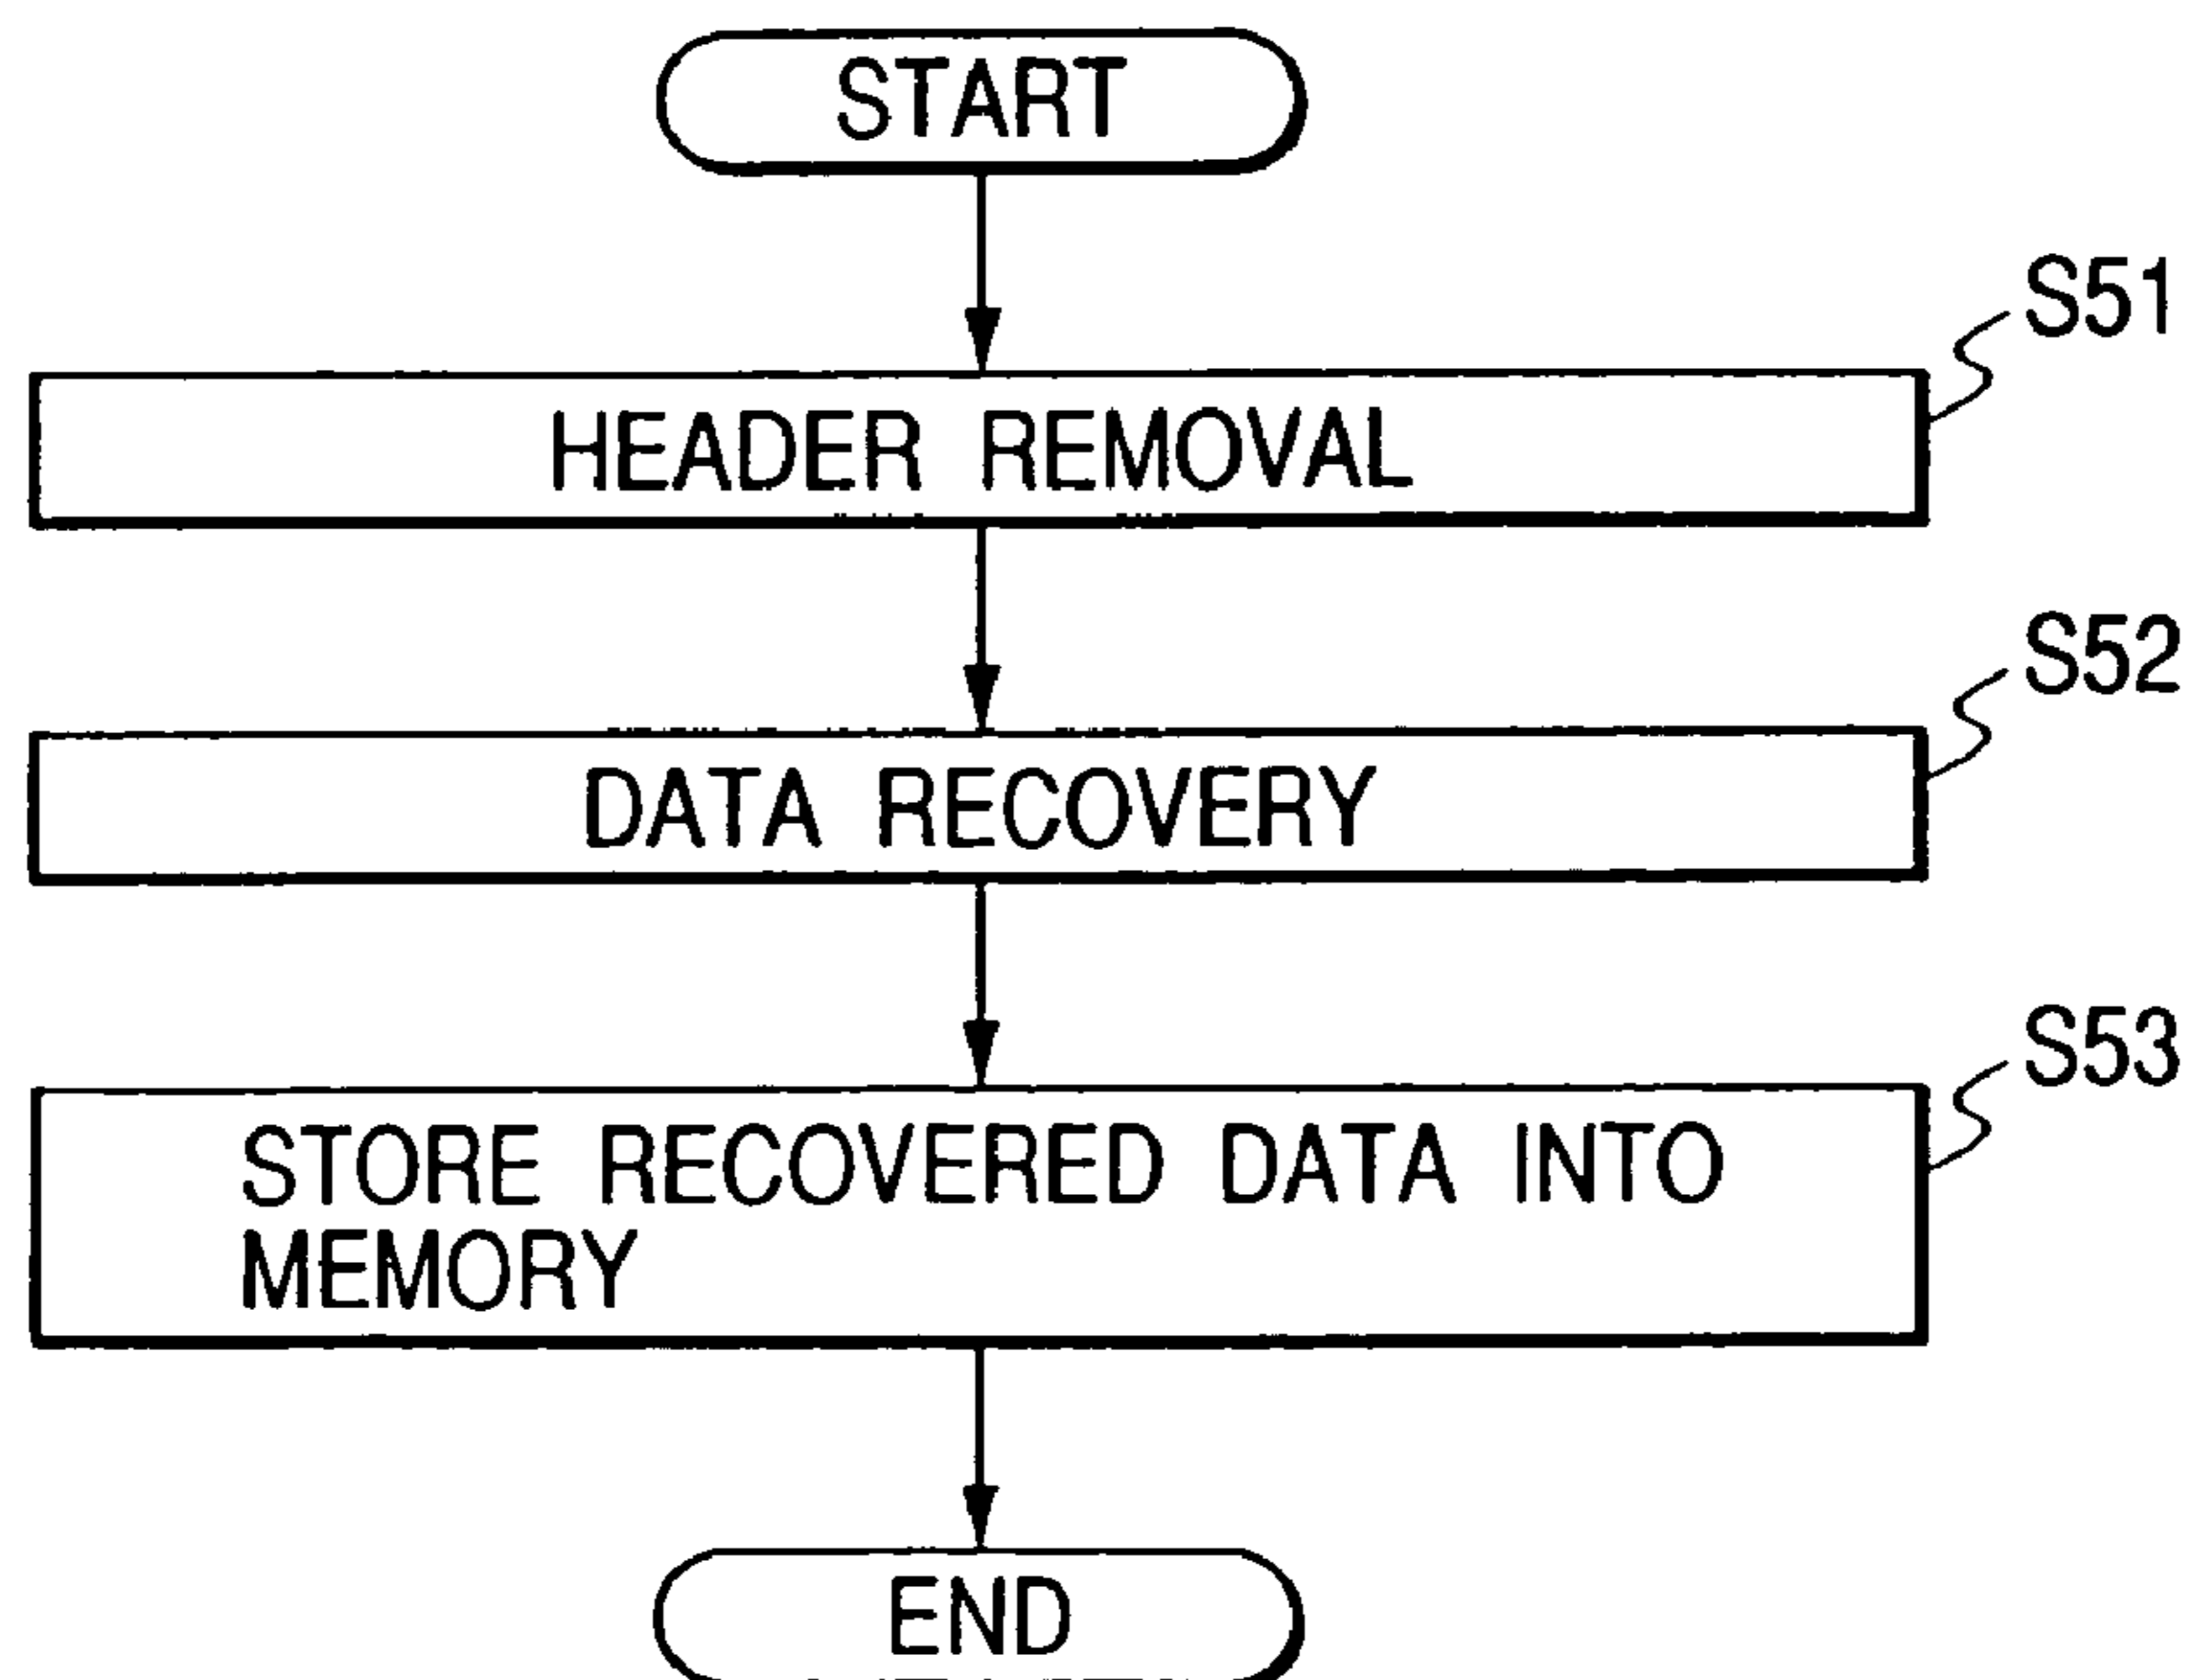 START
S51
HEADER REMOVAL
S52
DATA RECOVERY
S53
STORE RECOVERED DATA INTO
MEMORY
END